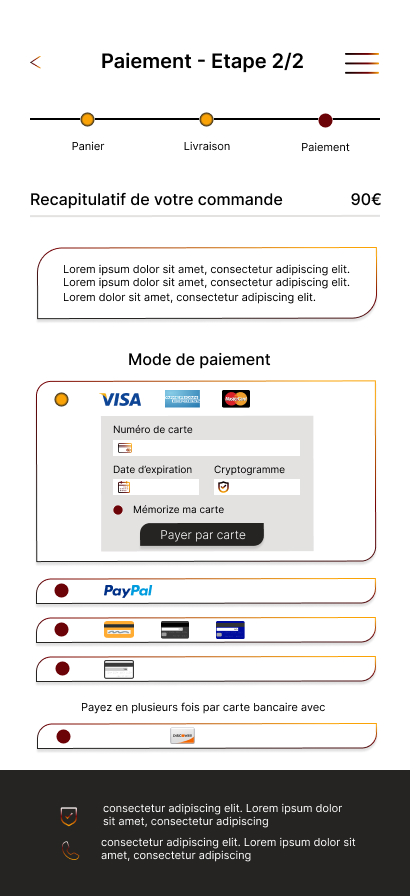 Paiement - Etape 2/2
Panier
Livraison
Paiement
Recapitulatif de votre commande 90€
Lorem ipsum dolor sit amet, consectetur adipiscing elit.
Lorem ipsum dolor sit amet, consectetur adipiscing elit.
Lorem dolor sit amet, consectetur adipiscing elit.
Mode de paiement
VISA MasterCard
Numéro de carte
Date d'expiration Cryptogramme
Mémorize ma carte
Payer par carte
PayPal
Payez en plusieurs fois par carte bancaire avec
DISCOVER
consectetur adipiscing elit. Lorem ipsum dolor
sit amet, consectetur adipiscing
consectetur adipiscing elit. Lorem ipsum dolor sit
amet, consectetur adipiscing